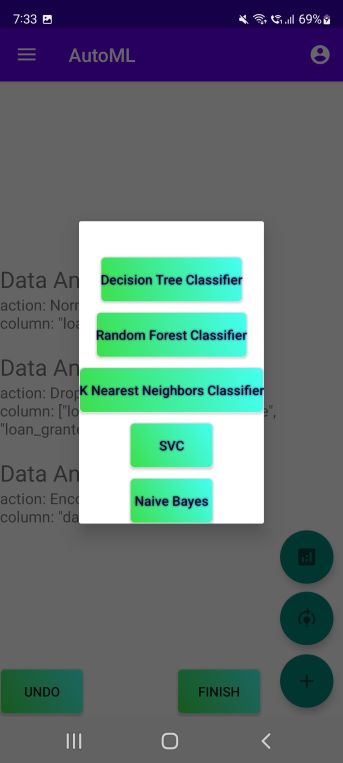 7:33
69%
AutoML
Decision Tree Classifier
Data An
action: Nor
Random Forest Classifier
column: "loa
Data An
K Nearest Neighbors Classifier
action: Drop
column: ["lo
e",
"loan_grante
SVC
Data An
action: Enco
Naive Bayes
column: "da
UNDO
FINISH